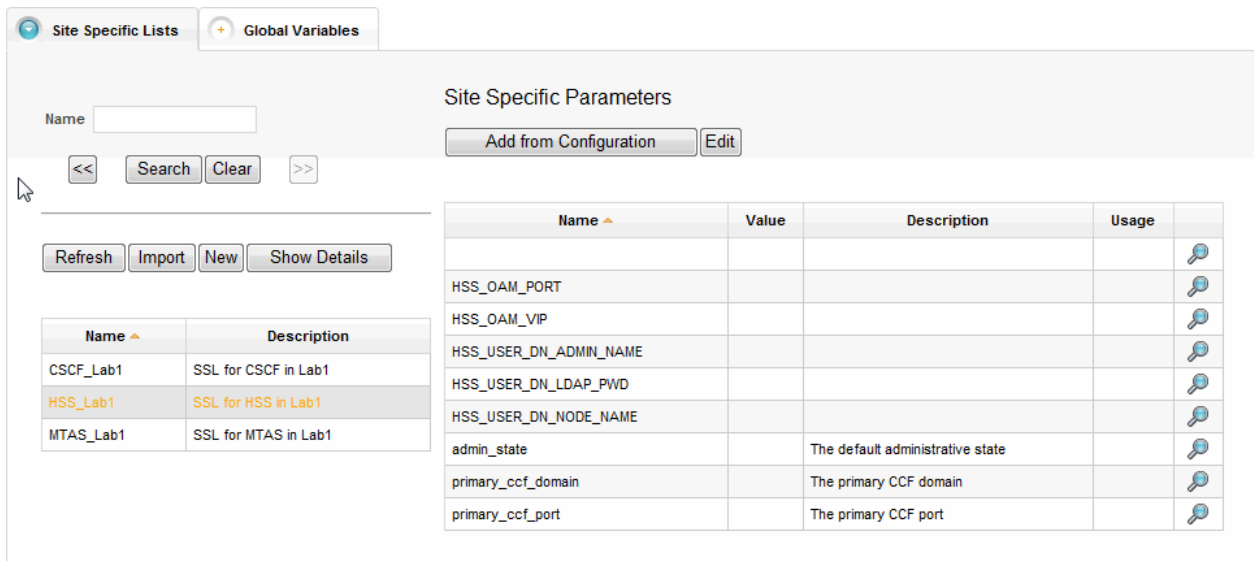 Site Specific Lists
Global Variables
Name
<<
Search
Clear
>>
Refresh
Import
New
Show Details
Name
Description
CSCF_Lab1
SSL for CSCF in Lab1
HSS_Lab1
SSL for HSS in Lab1
MTAS_Lab1
SSL for MTAS in Lab1
Site Specific Parameters
Add from Configuration
Edit
Name
Value
Description
Usage
HSS_OAM_PORT
HSS_OAM_VIP
HSS_USER_DN_ADMIN_NAME
HSS_USER_DN_LDAP_PWD
HSS_USER_DN_NODE_NAME
admin_state
The default administrative state
primary_ccf_domain
The primary CCF domain
primary_ccf_port
The primary CCF port